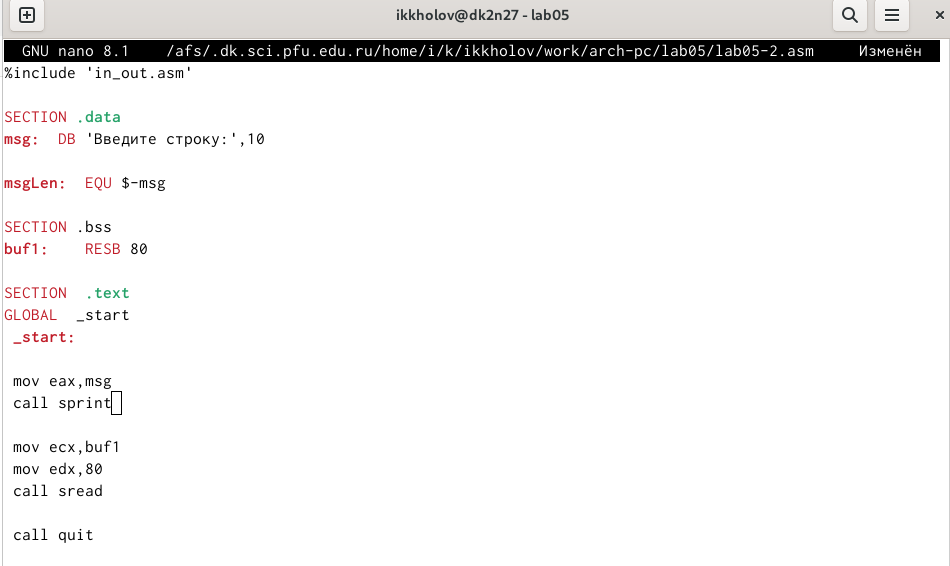 ikkholov@dk2n27 - lab05
GNU nano 8.1    /afs/.dk.sci.pfu.edu.ru/home/i/k/ikkholov/work/arch-pc/lab05/lab05-2.asm     Изменён
%include 'in_out.asm'
SECTION .data
msg:  DB 'Введите строку:',10
msgLen:  EQU $-msg
SECTION .bss
buf1:    RESB 80
SECTION  .text
GLOBAL  _start
 _start:
 mov eax,msg
 call sprint
 mov ecx,buf1
 mov edx,80
 call sread
 call quit